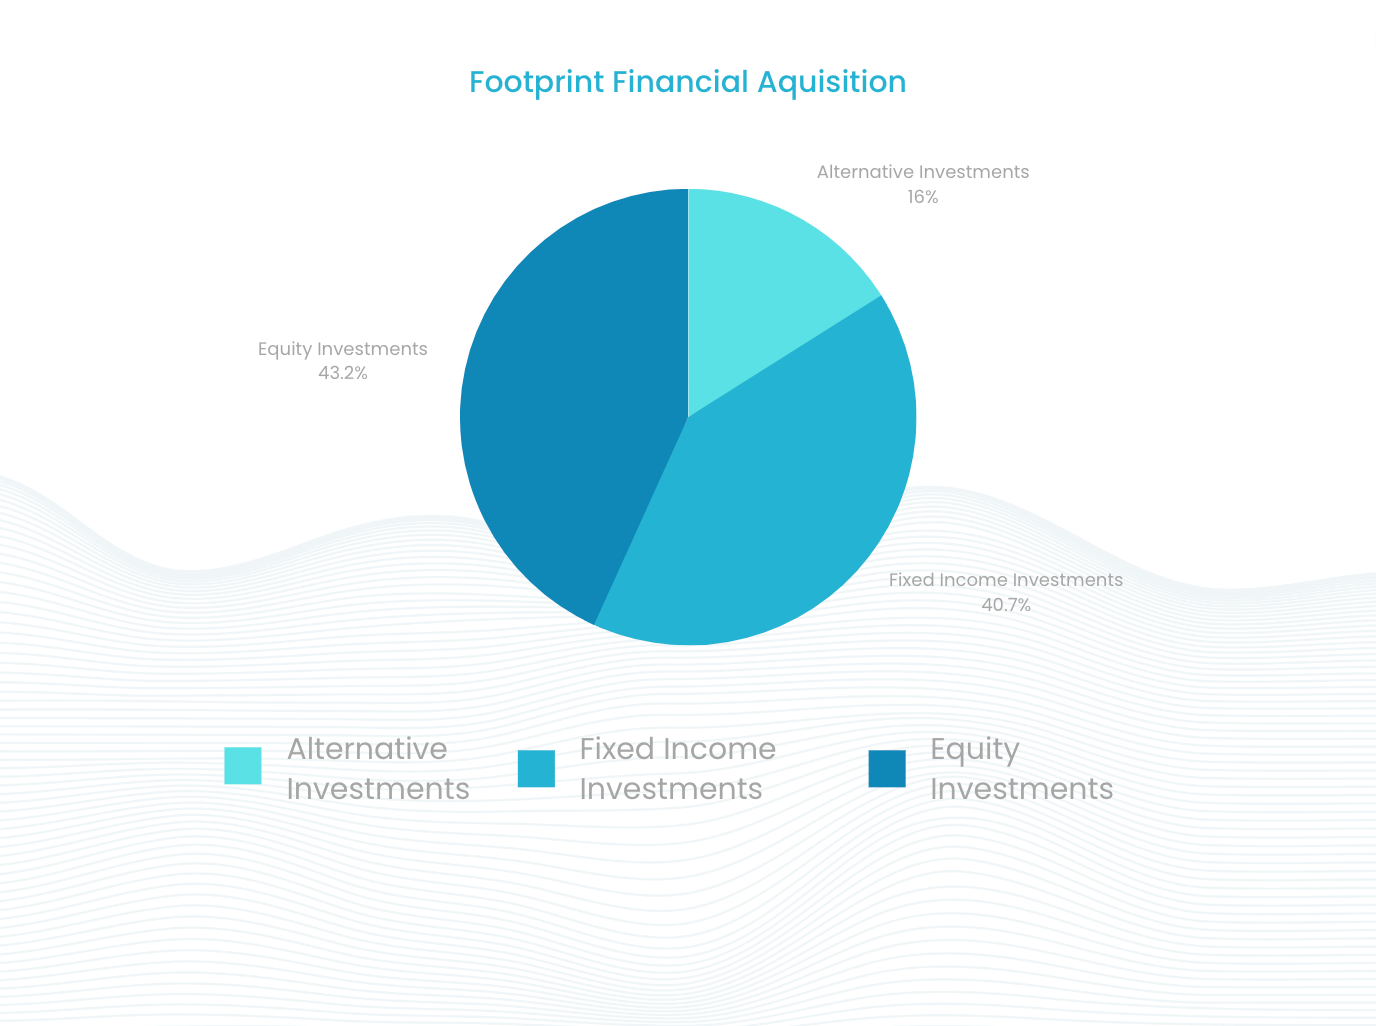 Footprint Financial Aquisition
Alternative Investments
16%
Equity Investments
43.2%
Fixed Income Investments
40.7%
Alternative
Investments
Fixed Income
Investments
Equity
Investments